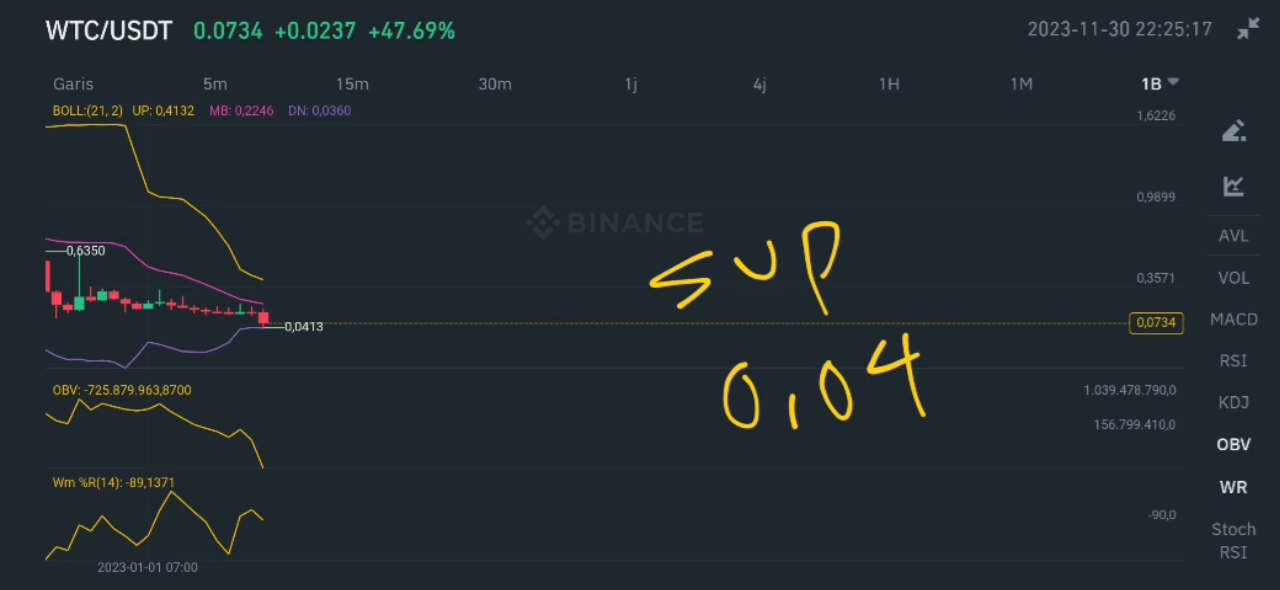 WTC/USDT 0.0734 +0.0237 +47.69% 2023-11-30 22:25:17
Garis 5m 15m 30m 1j 4j 1H 1M 1B
BOLL:(21, 2) UP: 0,4132 MB: 0,2246 DN: 0,0360
1,6226
0,9899
BINANCE
AVL
0,6350
sup
0,3571
VOL
0,0734
0,0413
MACD
RSI
0,04
OBV: -725.879.963,8700
1.039.478.790,0
KDJ
156.799.410,0
OBV
Wm %R(14): -89,1371
WR
-90,0
Stoch
RSI
2023-01-01 07:00